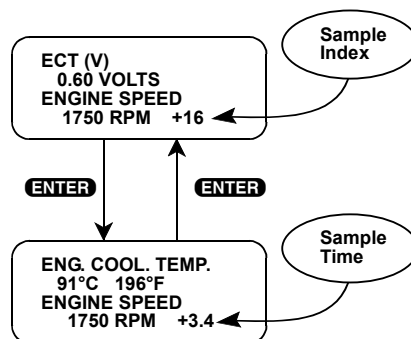 Sample
Index
ECT (V)
0.60 VOLTS
ENGINE SPEED
1750 RPM +16
ENTER ENTER
Sample
Time
ENG. COOL. TEMP.
91°C 196°F
ENGINE SPEED
1750 RPM +3.4